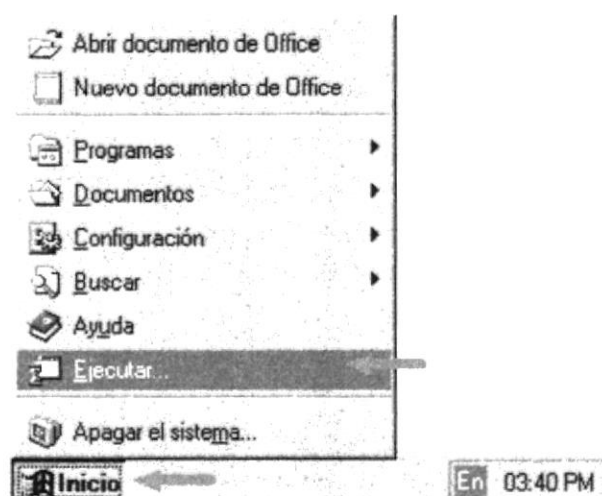 Abrir documento de Office
Nuevo documento de Office
Programas
Documentos
Configuración
Buscar
Ayuda
Ejecutar...
Apagar el sistema...
Inicio
En 03:40 PM